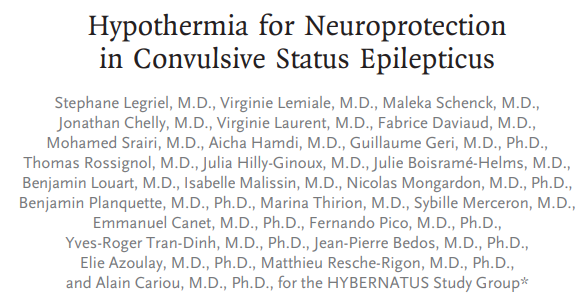 Hypothermia for Neuroprotection
in Convulsive Status Epilepticus
Stephane Legriel, M.D., Virginie Lemiale, M.D., Maleka Schenck, M.D.,
Jonathan Chelly, M.D., Virginie Laurent, M.D., Fabrice Daviaud, M.D.,
Mohamed Srairi, M.D., Aicha Hamdi, M.D., Guillaume Geri, M.D., Ph.D.,
Thomas Rossignol, M.D., Julia Hilly-Ginoux, M.D., Julie Boisramé-Helms, M.D.,
Benjamin Louart, M.D., Isabelle Malissin, M.D., Nicolas Mongardon, M.D., Ph.D.,
Benjamin Planquette, M.D., Ph.D., Marina Thirion, M.D., Sybille Merceron, M.D.,
Emmanuel Canet, M.D., Ph.D., Fernando Pico, M.D., Ph.D.,
Yves-Roger Tran-Dinh, M.D., Ph.D., Jean-Pierre Bedos, M.D., Ph.D.,
Elie Azoulay, M.D., Ph.D., Matthieu Resche-Rigon, M.D., Ph.D.,
and Alain Cariou, M.D., Ph.D., for the HYBERNATUS Study Group*